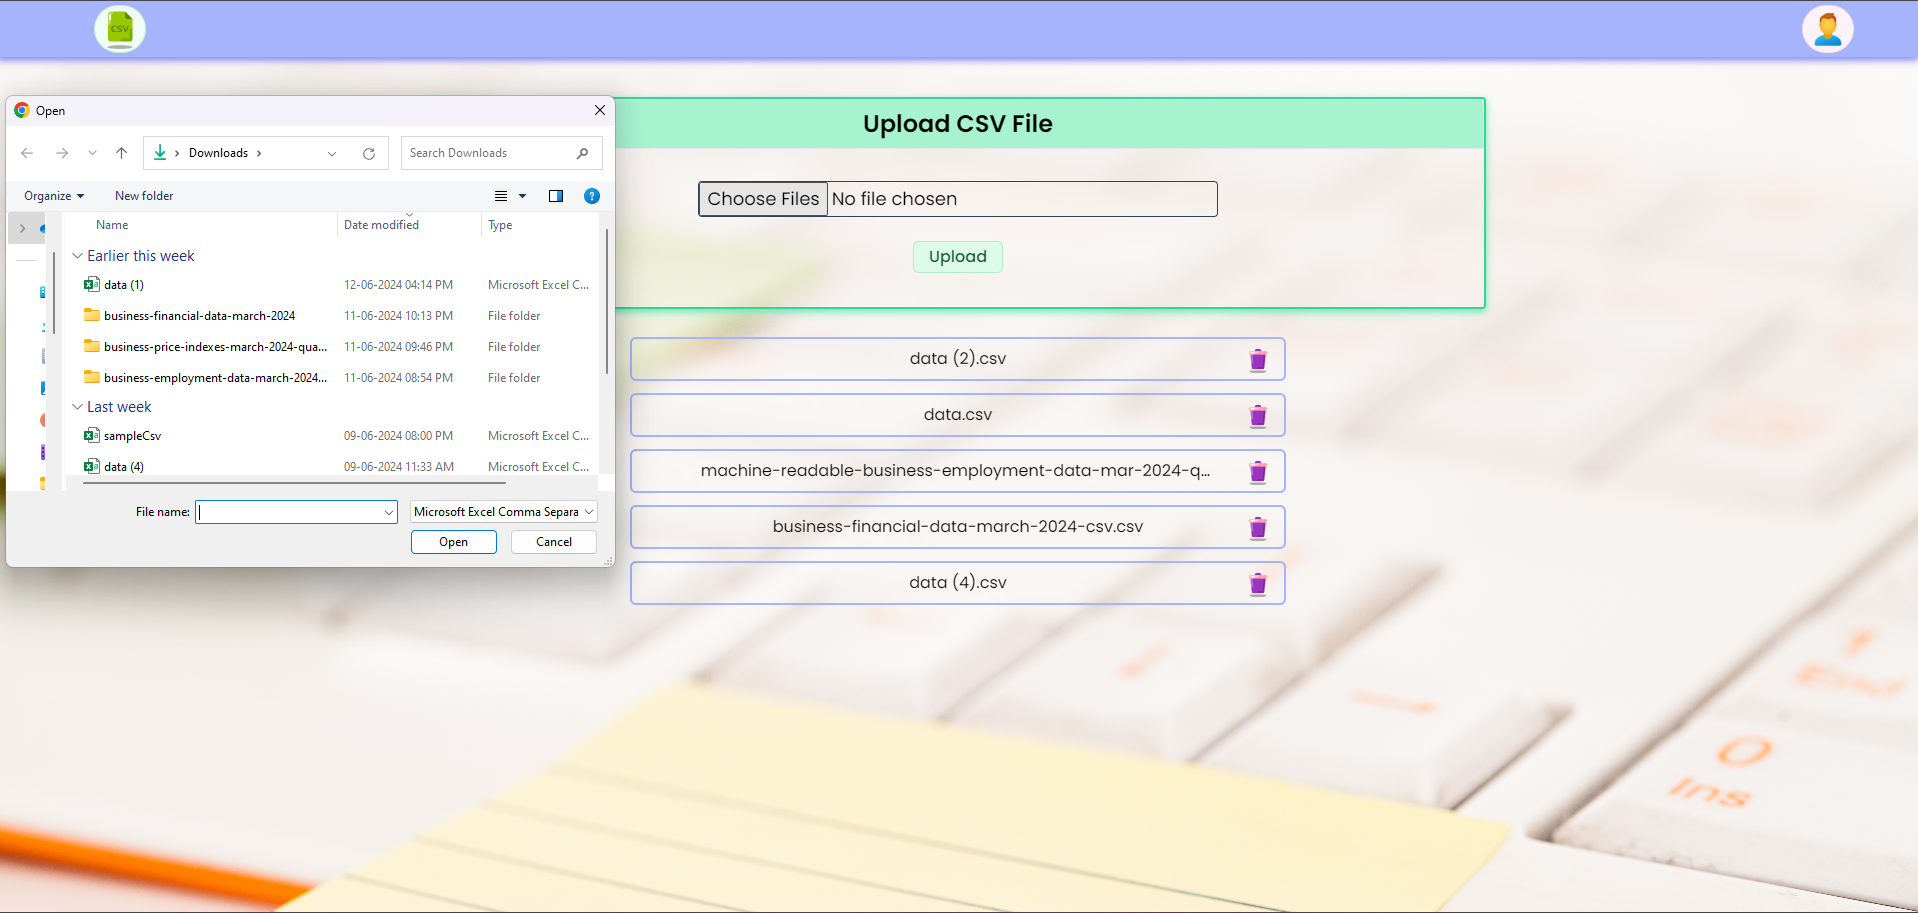 CSV
Open
Downloads
Search Downloads
Organize
New folder
Name Date modified Type
Earlier this week
data (1) 12-06-2024 04:14 PM Microsoft Excel C...
business-financial-data-march-2024 11-06-2024 10:13 PM File folder
business-price-indexes-march-2024-qua... 11-06-2024 09:46 PM File folder
business-employment-data-march-2024... 11-06-2024 08:54 PM File folder
Last week
sampleCsv 09-06-2024 08:00 PM Microsoft Excel C...
data (4) 09-06-2024 11:33 AM Microsoft Excel C...
File name:
Microsoft Excel Comma Separa
Open
Cancel
Upload CSV File
Choose Files No file chosen
Upload
data (2).csv
data.csv
machine-readable-business-employment-data-mar-2024-q...
business-financial-data-march-2024-csv.csv
data (4).csv
End
0
Ins